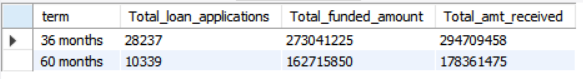 term Total_loan_applications Total_funded_amount Total_amt_received
36 months 28237 273041225 294709458
60 months 10339 162715850 178361475